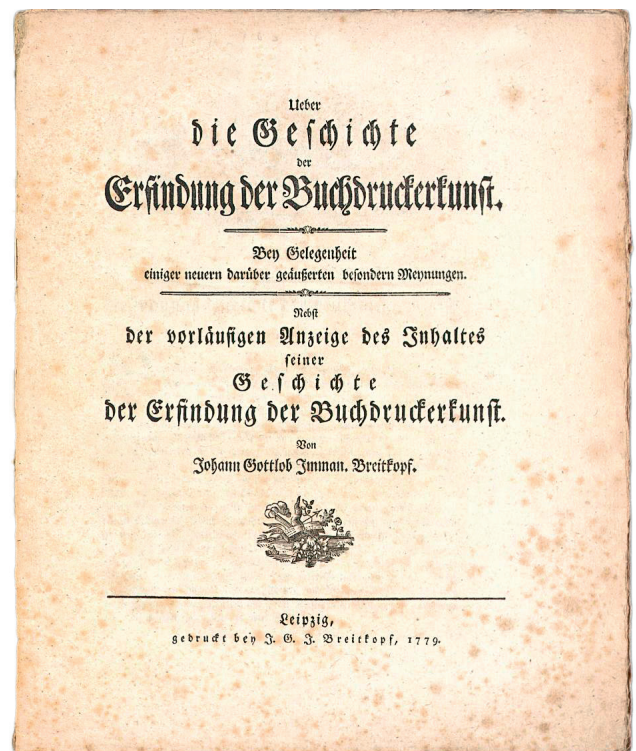 Ueber
die Geschichte
der
Erfindung der Buchdruckerkunst.
Bey Gelegenheit
einiger neuern darüber geäußerten besondern Meynungen.
Nebst
der vorläufigen Anzeige des Inhaltes
seiner
Geschichte
der Erfindung der Buchdruckerkunst.
Von
Johann Gottlob Imman. Breitkopf.
Leipzig,
gedruckt bey J. G. J. Breitkopf, 1779.